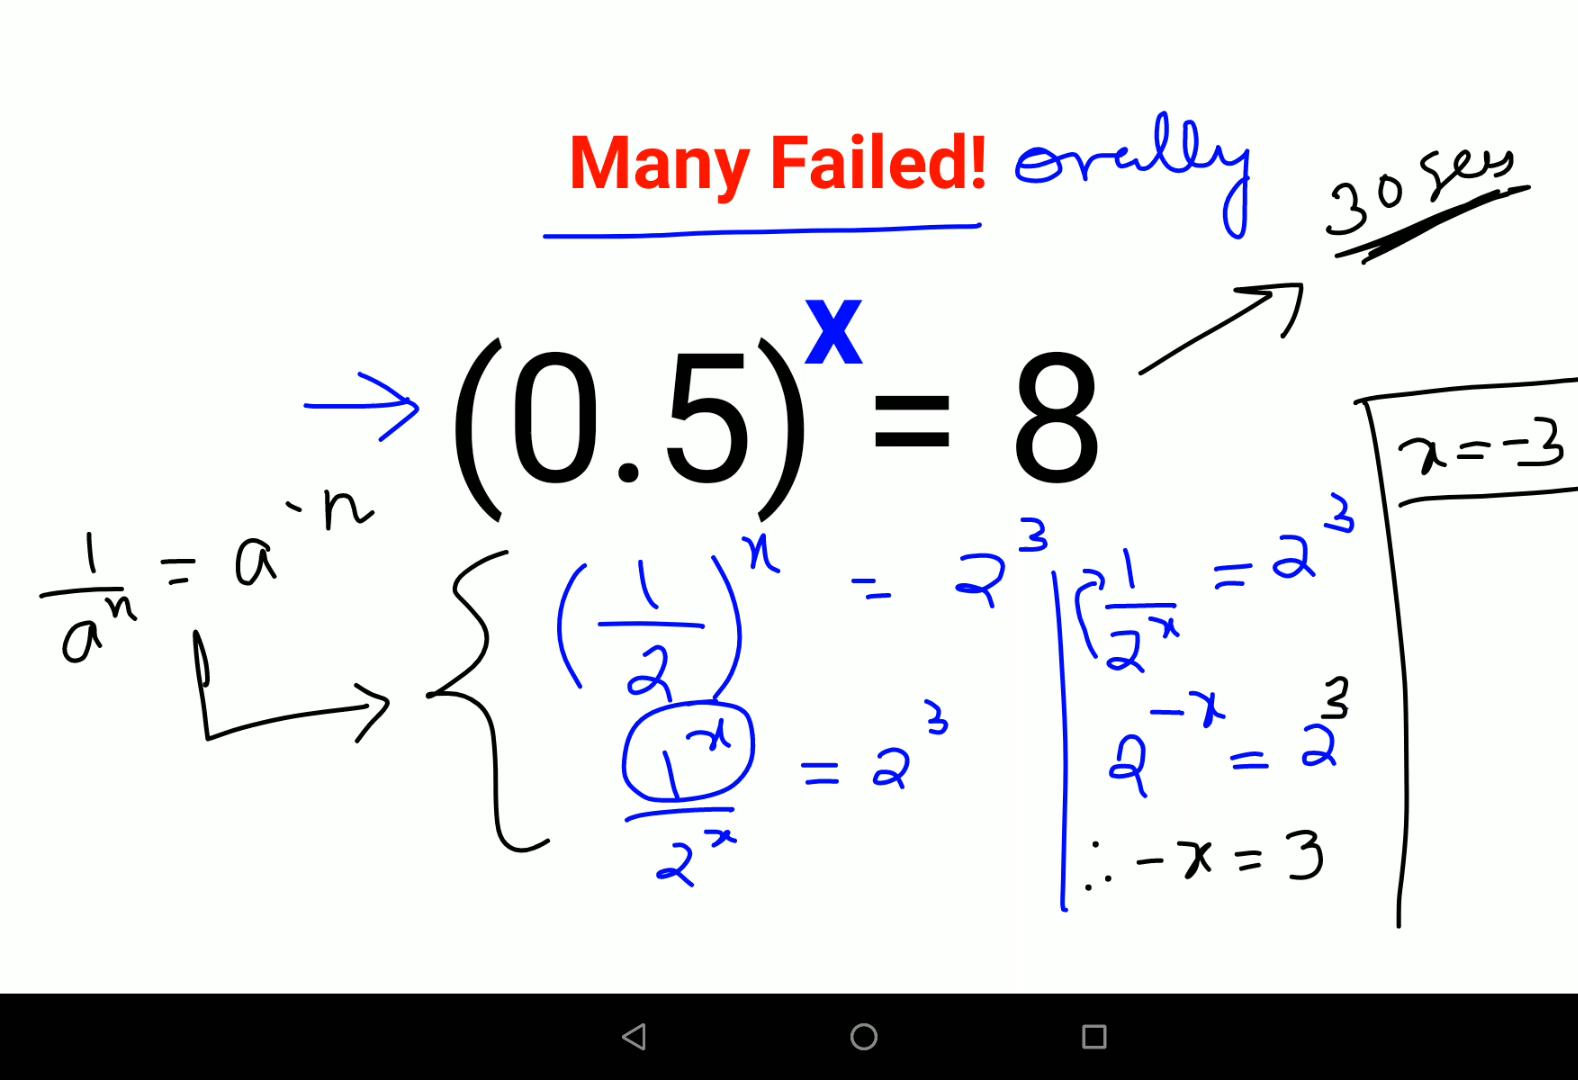 Many Failed! orally
30 secs
(0.5)^x = 8
x = -3
1/a^n = a^-n
(1/2)^x = 2^3
1^x/2^x = 2^3
1/2^x = 2^3
2^-x = 2^3
∴ -x = 3